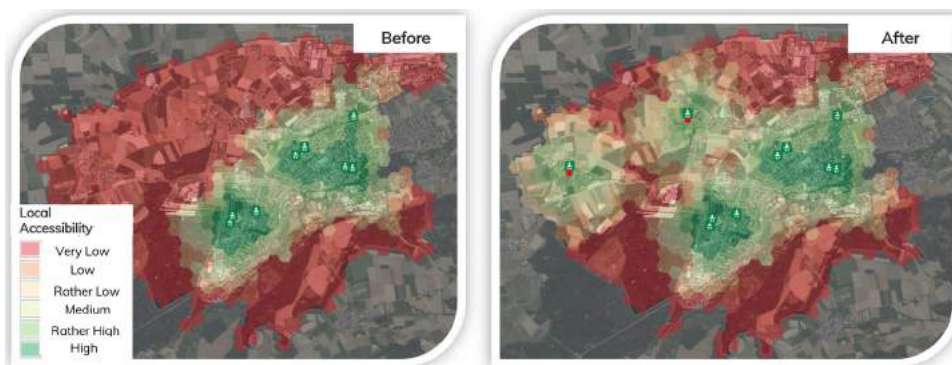 Before
After
Local
Accessibility
Very Low
Low
Rather Low
Medium
Rather High
High